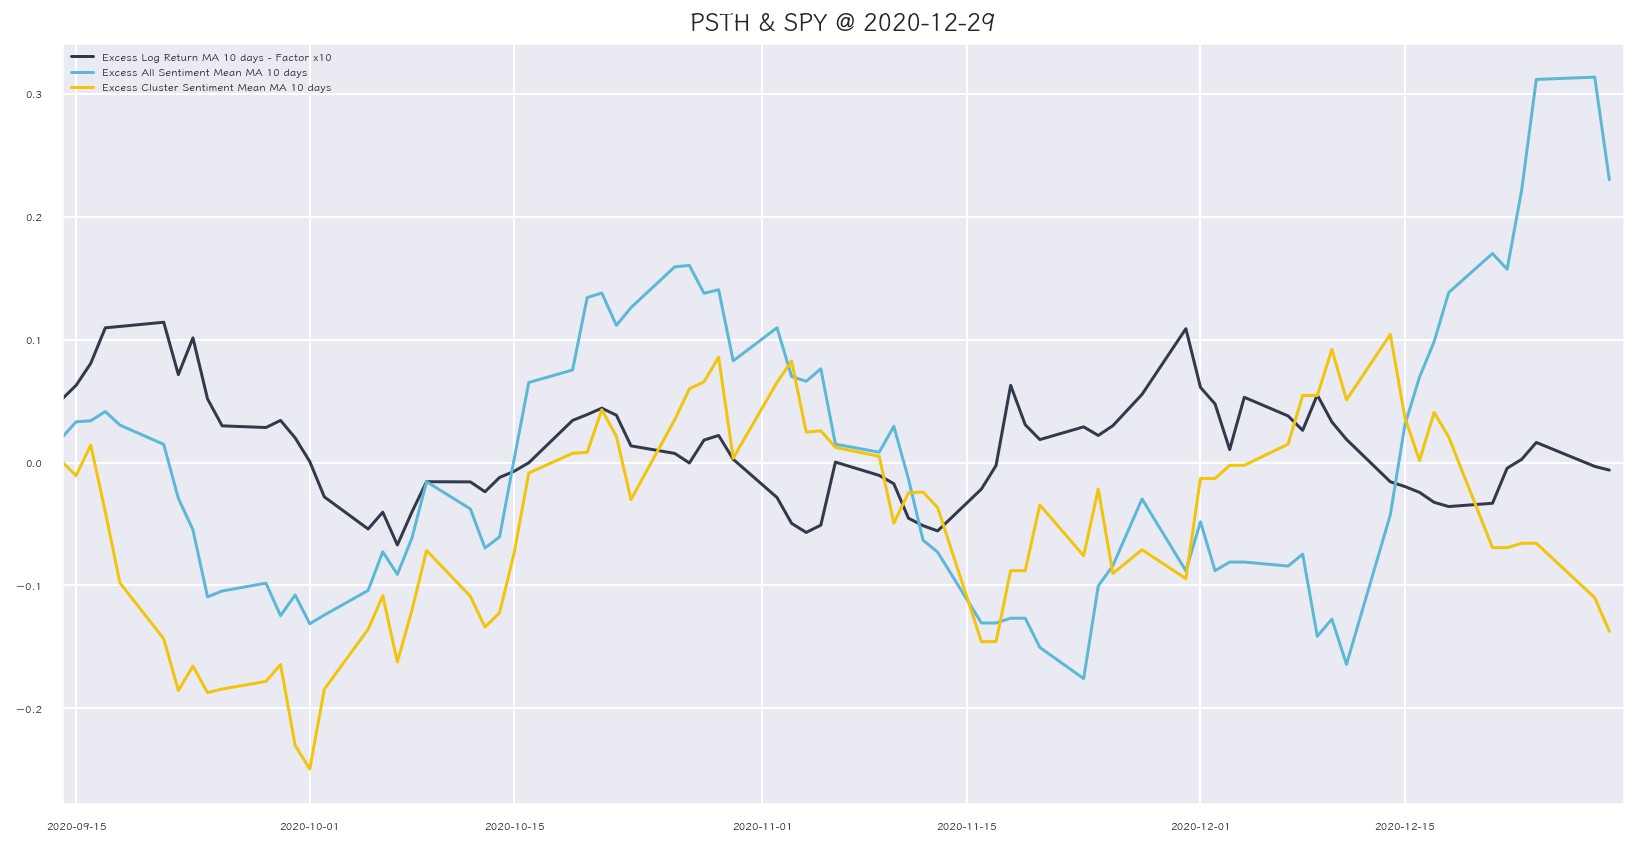 PSTH & SPY @ 2020-12-29
Excess Log Return MA 10 days - Factor x10
Excess All Sentiment Mean MA 10 days
Excess Cluster Sentiment Mean MA 10 days
0.3
0.2
0.1
0.0
−0.1
−0.2
2020-09-15 2020-10-01 2020-10-15 2020-11-01 2020-11-15 2020-12-01 2020-12-15